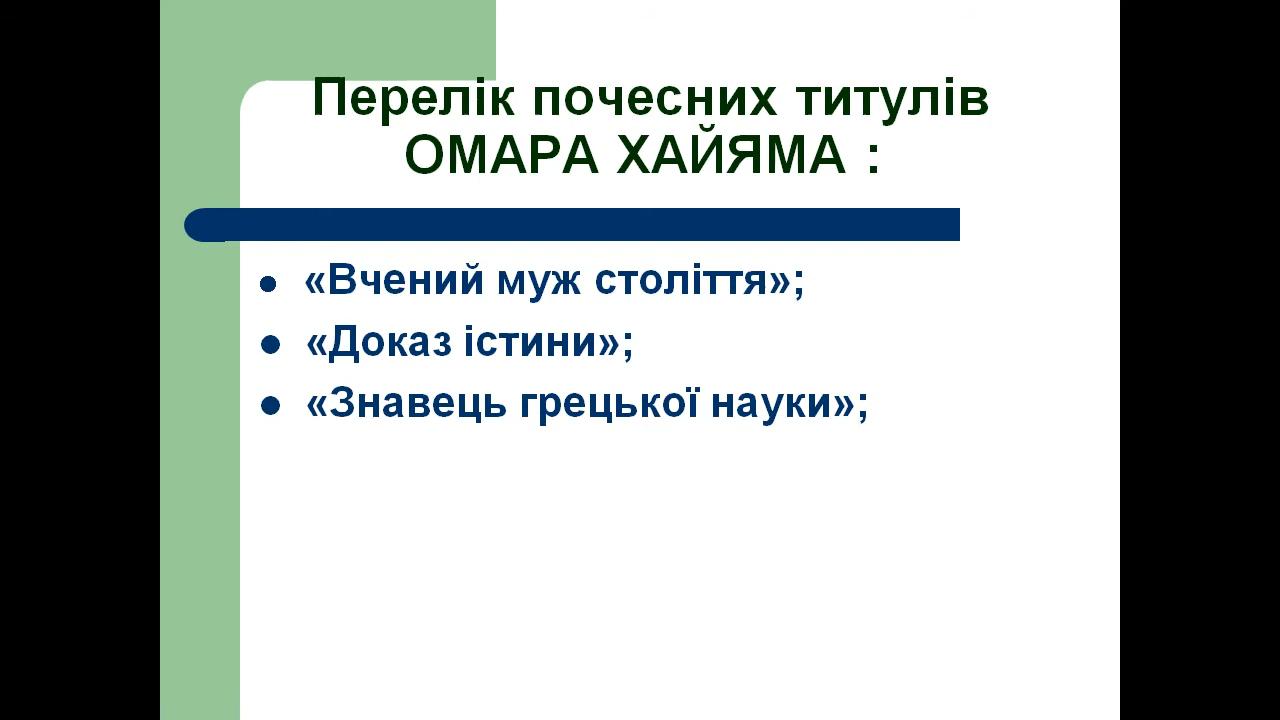 Перелік почесних титулів
ОМАРА ХАЙЯМА :
● «Вчений муж століття»;
● «Доказ істини»;
● «Знавець грецької науки»;